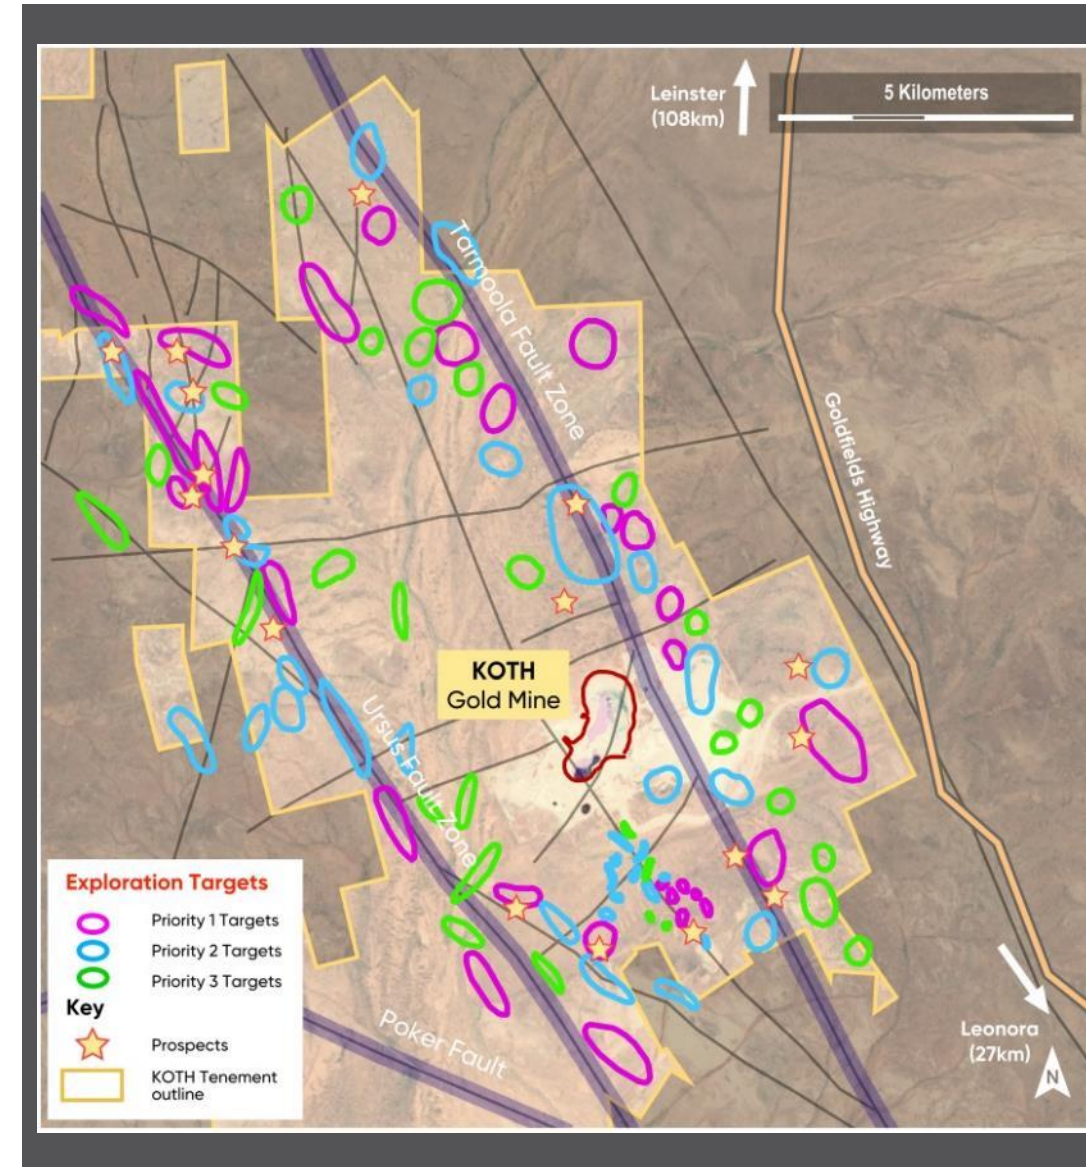 Leinster
(108km)
5 Kilometers
Tarmoola Fault Zone
Goldfields Highway
KOTH
Gold Mine
Ursus Fault Zone
Exploration Targets
Priority 1 Targets
Priority 2 Targets
Priority 3 Targets
Key
Prospects
KOTH Tenement
outline
Poker Fault
Leonora
(27km)
N